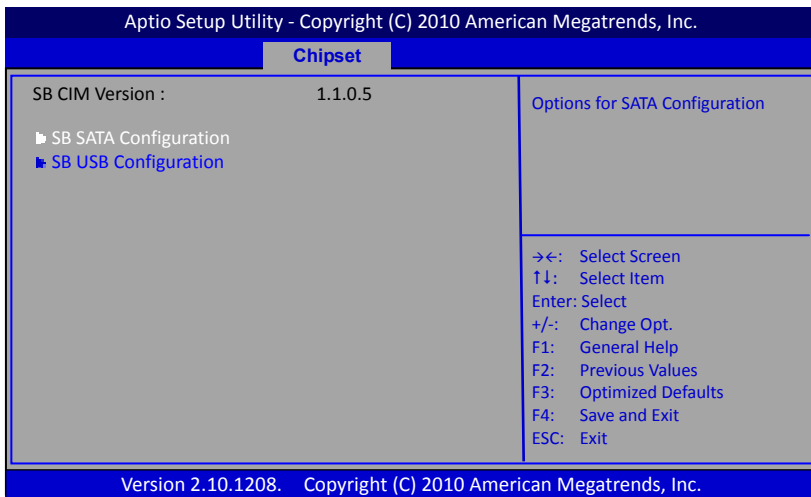 Aptio Setup Utility - Copyright (C) 2010 American Megatrends, Inc.
Chipset
SB CIM Version : 1.1.0.5
SB SATA Configuration
SB USB Configuration
Options for SATA Configuration
→←: Select Screen
↑↓: Select Item
Enter: Select
+/-: Change Opt.
F1: General Help
F2: Previous Values
F3: Optimized Defaults
F4: Save and Exit
ESC: Exit
Version 2.10.1208. Copyright (C) 2010 American Megatrends, Inc.